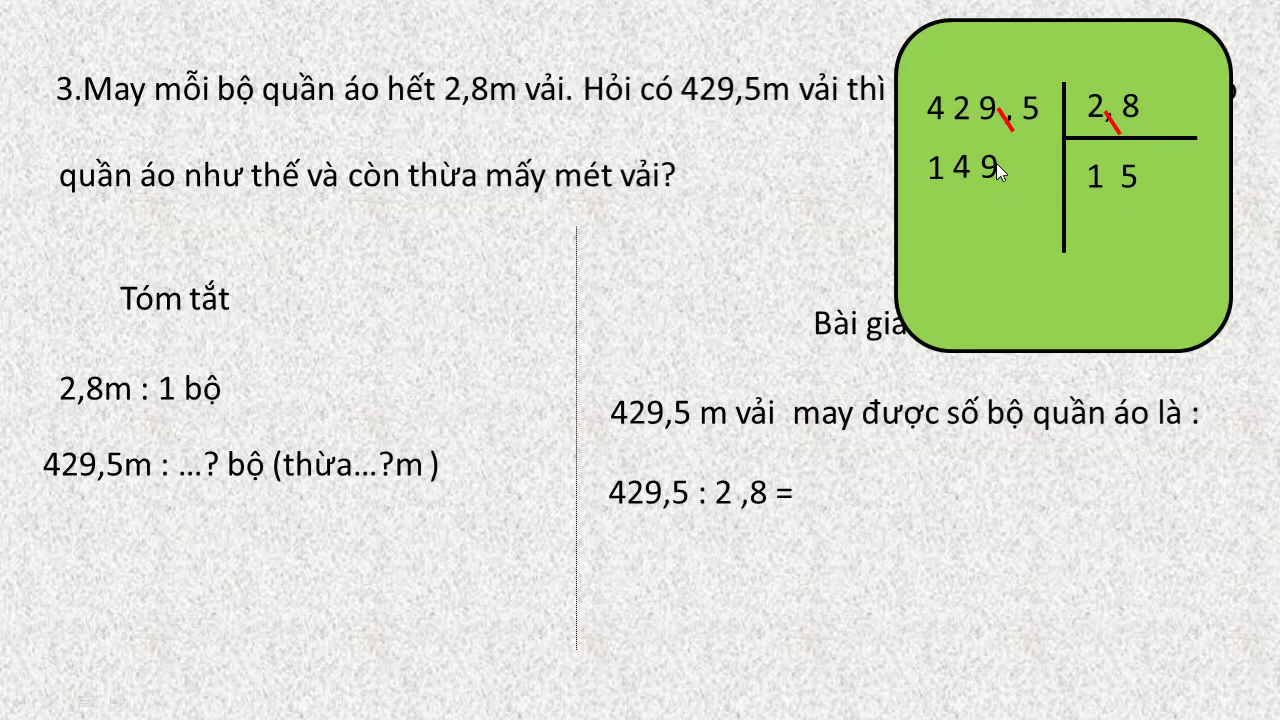 3.May mỗi bộ quần áo hết 2,8m vải. Hỏi có 429,5m vải thì
quần áo như thế và còn thừa mấy mét vải?
4 2 9 , 5 2, 8
1 4 9 1 5
Tóm tắt
2,8m : 1 bộ
429,5m : ...? bộ (thừa...?m )
Bài giả
429,5 m vải may được số bộ quần áo là :
429,5 : 2 ,8 =